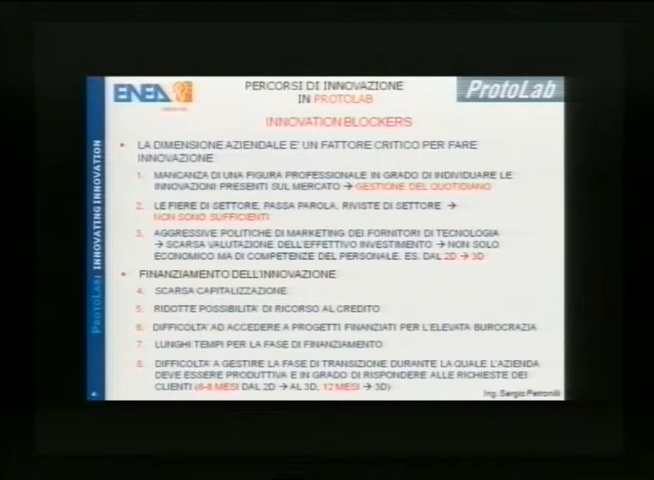 ENEA
PERCORSI DI INNOVAZIONE
IN PROTOLAB
ProtoLab
INNOVATION BLOCKERS
PROTOLAB: INNOVATING INNOVATION
• LA DIMENSIONE AZIENDALE E' UN FATTORE CRITICO PER FARE
INNOVAZIONE
1. MANCANZA DI UNA FIGURA PROFESSIONALE IN GRADO DI INDIVIDUARE LE
INNOVAZIONI PRESENTI SUL MERCATO → GESTIONE DEL QUOTIDIANO
2. LE FIERE DI SETTORE, PASSA PAROLA, RIVISTE DI SETTORE →
NON SONO SUFFICIENTI
3. AGGRESSIVE POLITICHE DI MARKETING DEI FORNITORI DI TECNOLOGIA
→ SCARSA VALUTAZIONE DELL'EFFETTIVO INVESTIMENTO → NON SOLO
ECONOMICO MA DI COMPETENZE DEL PERSONALE, ES. DAL 2D → 3D
• FINANZIAMENTO DELL'INNOVAZIONE
4. SCARSA CAPITALIZZAZIONE
5. RIDOTTE POSSIBILITA' DI RICORSO AL CREDITO
6. DIFFICOLTA' AD ACCEDERE A PROGETTI FINANZIATI PER L'ELEVATA BUROCRAZIA
7. LUNGHI TEMPI PER LA FASE DI FINANZIAMENTO
8. DIFFICOLTA' A GESTIRE LA FASE DI TRANSIZIONE DURANTE LA QUALE L'AZIENDA
DEVE ESSERE PRODUTTIVA E IN GRADO DI RISPONDERE ALLE RICHIESTE DEI
CLIENTI (6-8 MESI DAL 2D → AL 3D, 12 MESI → 3D)
Ing. Sergio Petronilli